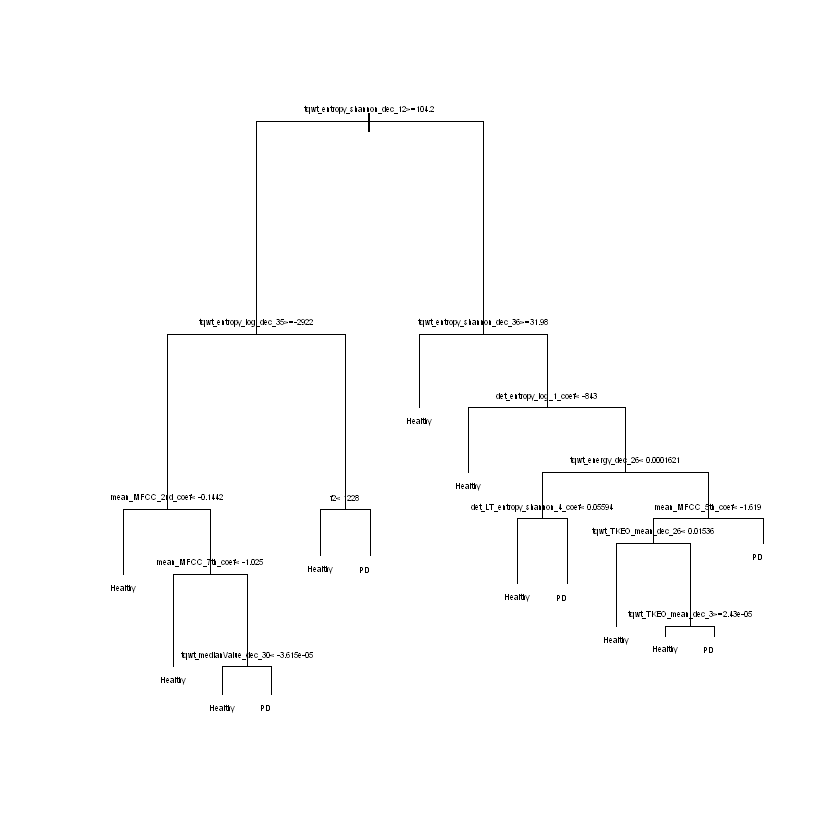 tqwt_entropy_shannon_dec_12>=184.2
tqwt_entropy_log_dec_35>=-2922
tqwt_entropy_shannon_dec_36>=31.98
det_entropy_log_1_coef< -843
tqwt_energy_dec_26< 0.0001621
mean_MFCC_2nd_coef< -0.1442
f2< 1228
det_LT_entropy_shannon_4_coef< 0.05594
mean_MFCC_5th_coef< -1.619
tqwt_TKEO_mean_dec_26< 0.01536
mean_MFCC_7th_coef< -1.025
tqwt_TKEO_mean_dec_3>=2.43e-05
tqwt_medianValue_dec_30< -3.615e-05
Healthy
Healthy
PD
Healthy
Healthy
PD
Healthy
Healthy
Healthy
PD
Healthy
Healthy
PD
PD